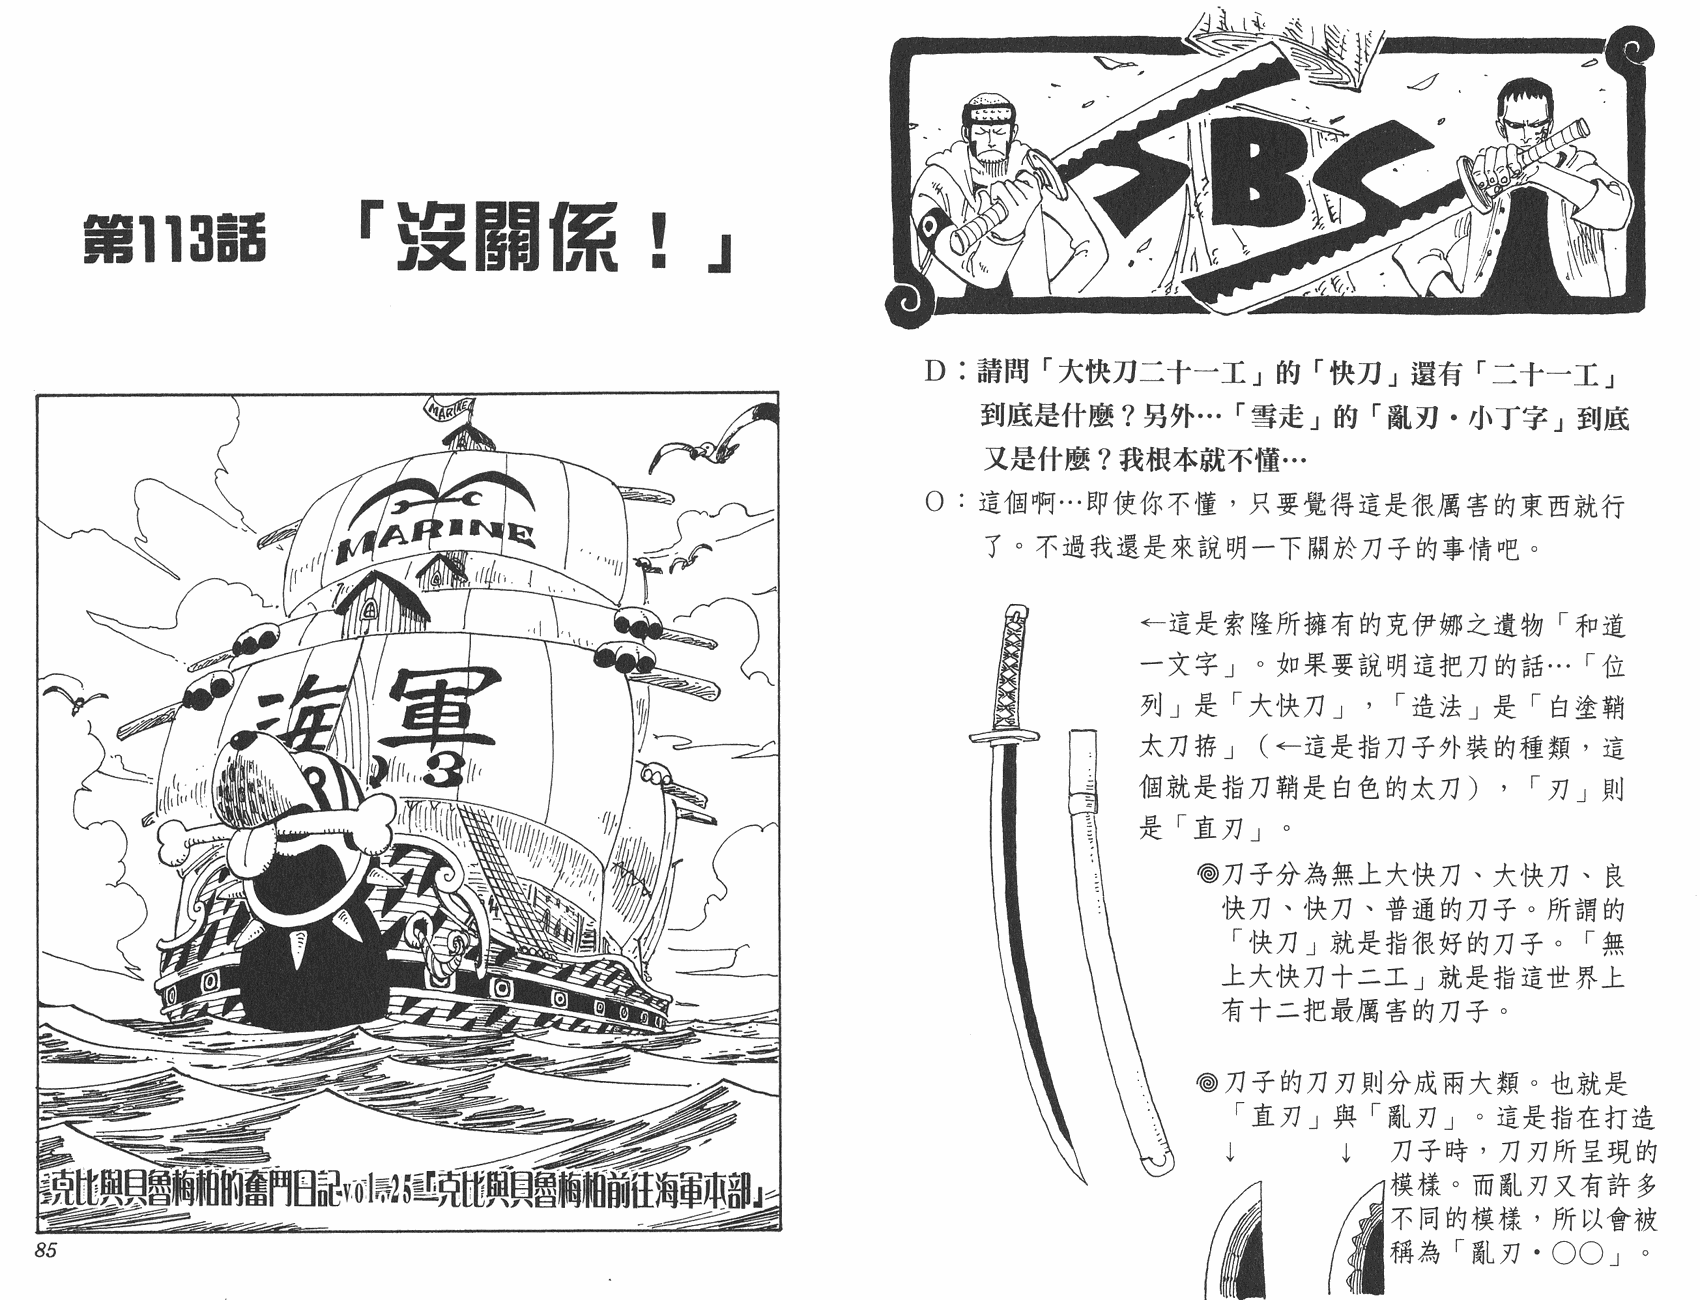 SBS
D：請問「大快刀二十一工」的「快刀」還有「二十一工」
到底是什麼？另外…「雪走」的「亂刃・小丁字」到底
又是什麼？我根本就不懂…
O：這個啊…即使你不懂，只要覺得這是很厲害的東西就行
了。不過我還是來說明一下關於刀子的事情吧。
←這是索隆所擁有的克伊娜之遺物「和道
一文字」。如果要說明這把刀的話…「位
列」是「大快刀」，「造法」是「白塗鞘
太刀拵」（←這是指刀子外裝的種類，這
個就是指刀鞘是白色的太刀），「刃」則
是「直刃」。
刀子分為無上大快刀、大快刀、良
快刀、快刀、普通的刀子。所謂的
「快刀」就是指很好的刀子。「無
上大快刀十二工」就是指這世界上
有十二把最厲害的刀子。
刀子的刀刃則分成兩大類。也就是
「直刃」與「亂刃」。這是指在打造
↓ ↓ 刀子時，刀刃所呈現的
模樣。而亂刃又有許多
不同的模樣，所以會被
稱為「亂刃・○○」。
第113話 「沒關係！」
MARINE
MARINE
海軍
3
克比與貝魯梅柏的奮鬥日記vol.25「克比與貝魯梅柏前往海軍本部」
85